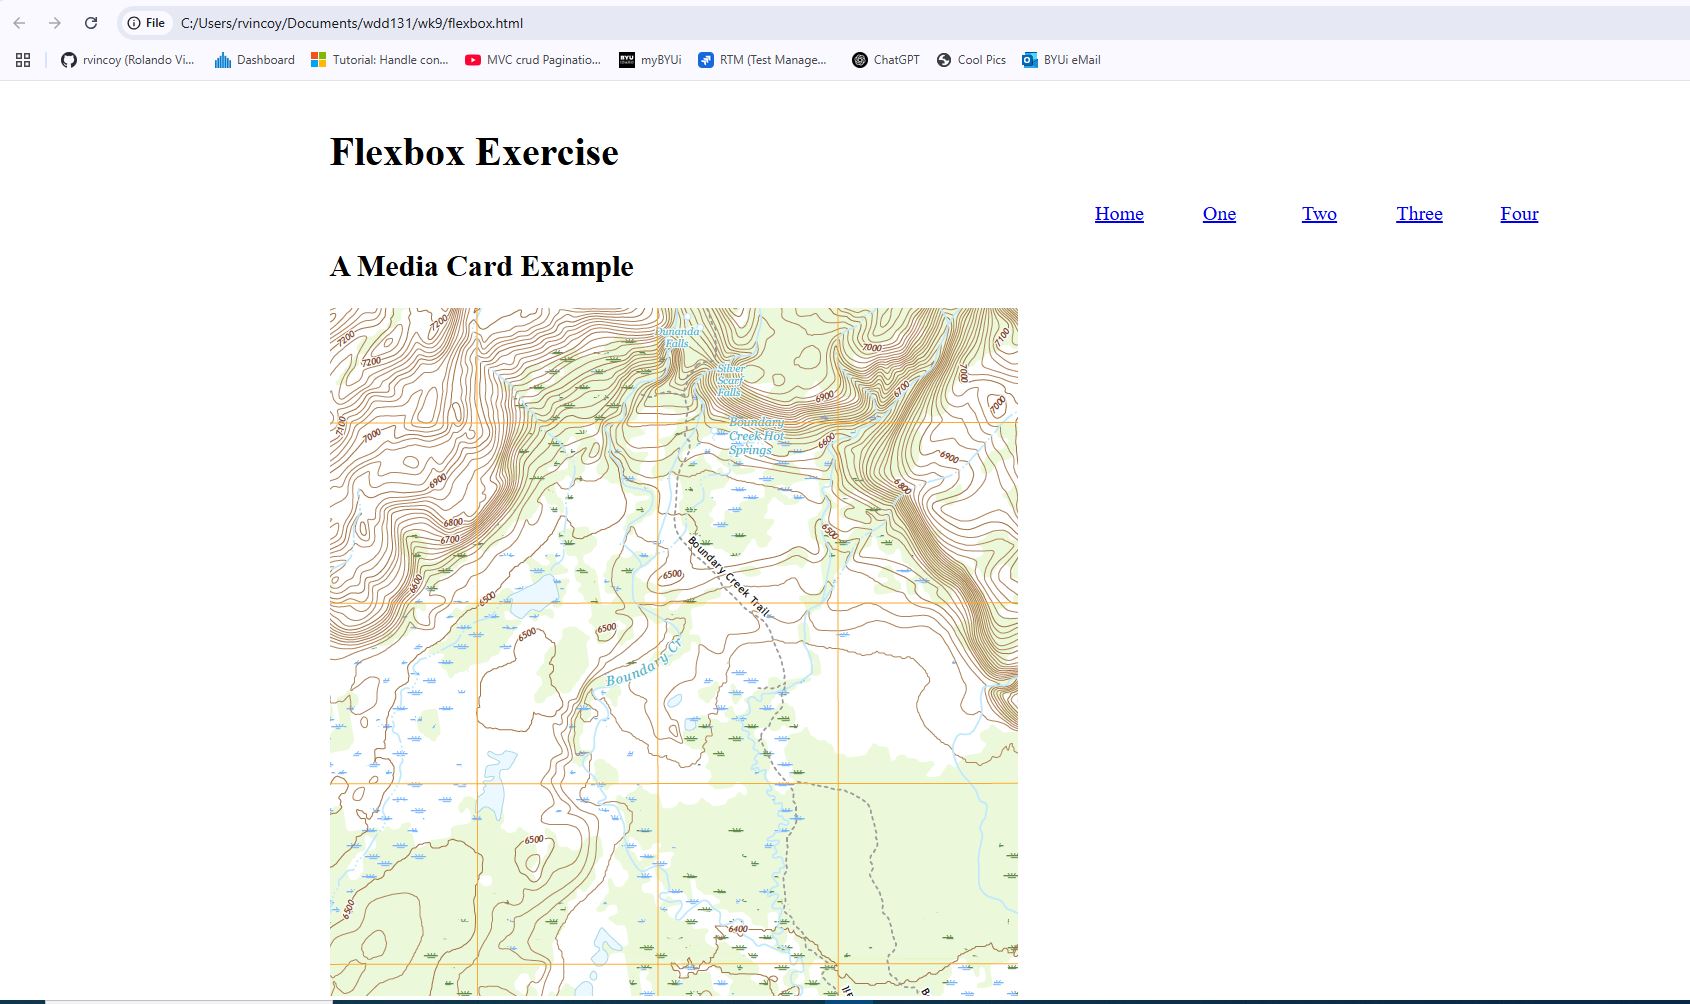 File
C:/Users/rvincoy/Documents/wdd131/wk9/flexbox.html
rvincoy (Rolando Vi...
Dashboard
Tutorial: Handle con...
MVC crud Paginatio...
BYU
myBYUi
RTM (Test Manage...
ChatGPT
Cool Pics
BYUi eMail
Flexbox Exercise
Home One Two Three Four
A Media Card Example
7200
7200
7200
7100
7000
6900
6800
6700
6600
Dunanda
Falls
Silver
Scarf
Falls
Boundary
Creek Hot
Springs
7000
6900
6700
6600
7000
7100
7000
6900
6800
6500
Boundary Creek Trail
6500
6500
6500
6500
Boundary Cr
6500
6500
6400